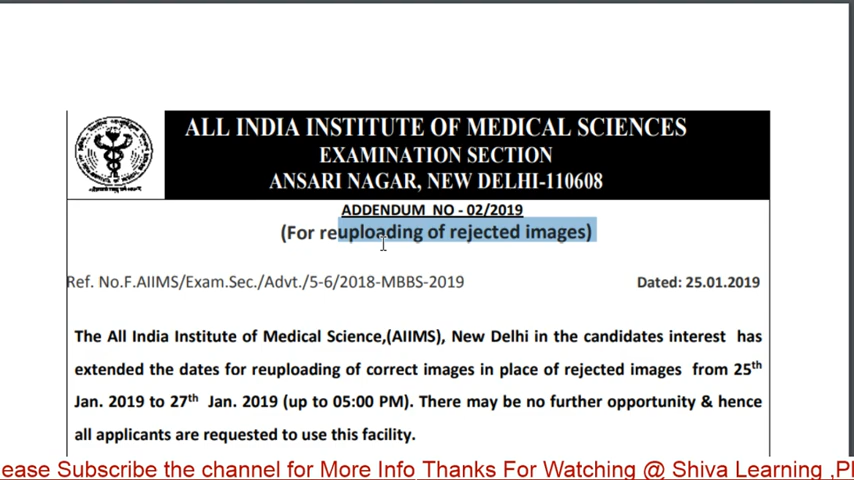 ALL INDIA INSTITUTE OF MEDICAL SCIENCES
EXAMINATION SECTION
ANSARI NAGAR, NEW DELHI-110608
ADDENDUM NO - 02/2019
(For reuploading of rejected images)
Ref. No.F.AIIMS/Exam.Sec./Advt./5-6/2018-MBBS-2019 Dated: 25.01.2019
The All India Institute of Medical Science,(AIIMS), New Delhi in the candidates interest has
extended the dates for reuploading of correct images in place of rejected images from 25th
Jan. 2019 to 27th Jan. 2019 (up to 05:00 PM). There may be no further opportunity & hence
all applicants are requested to use this facility.
ease Subscribe the channel for More Info Thanks For Watching @ Shiva Learning ,Pl